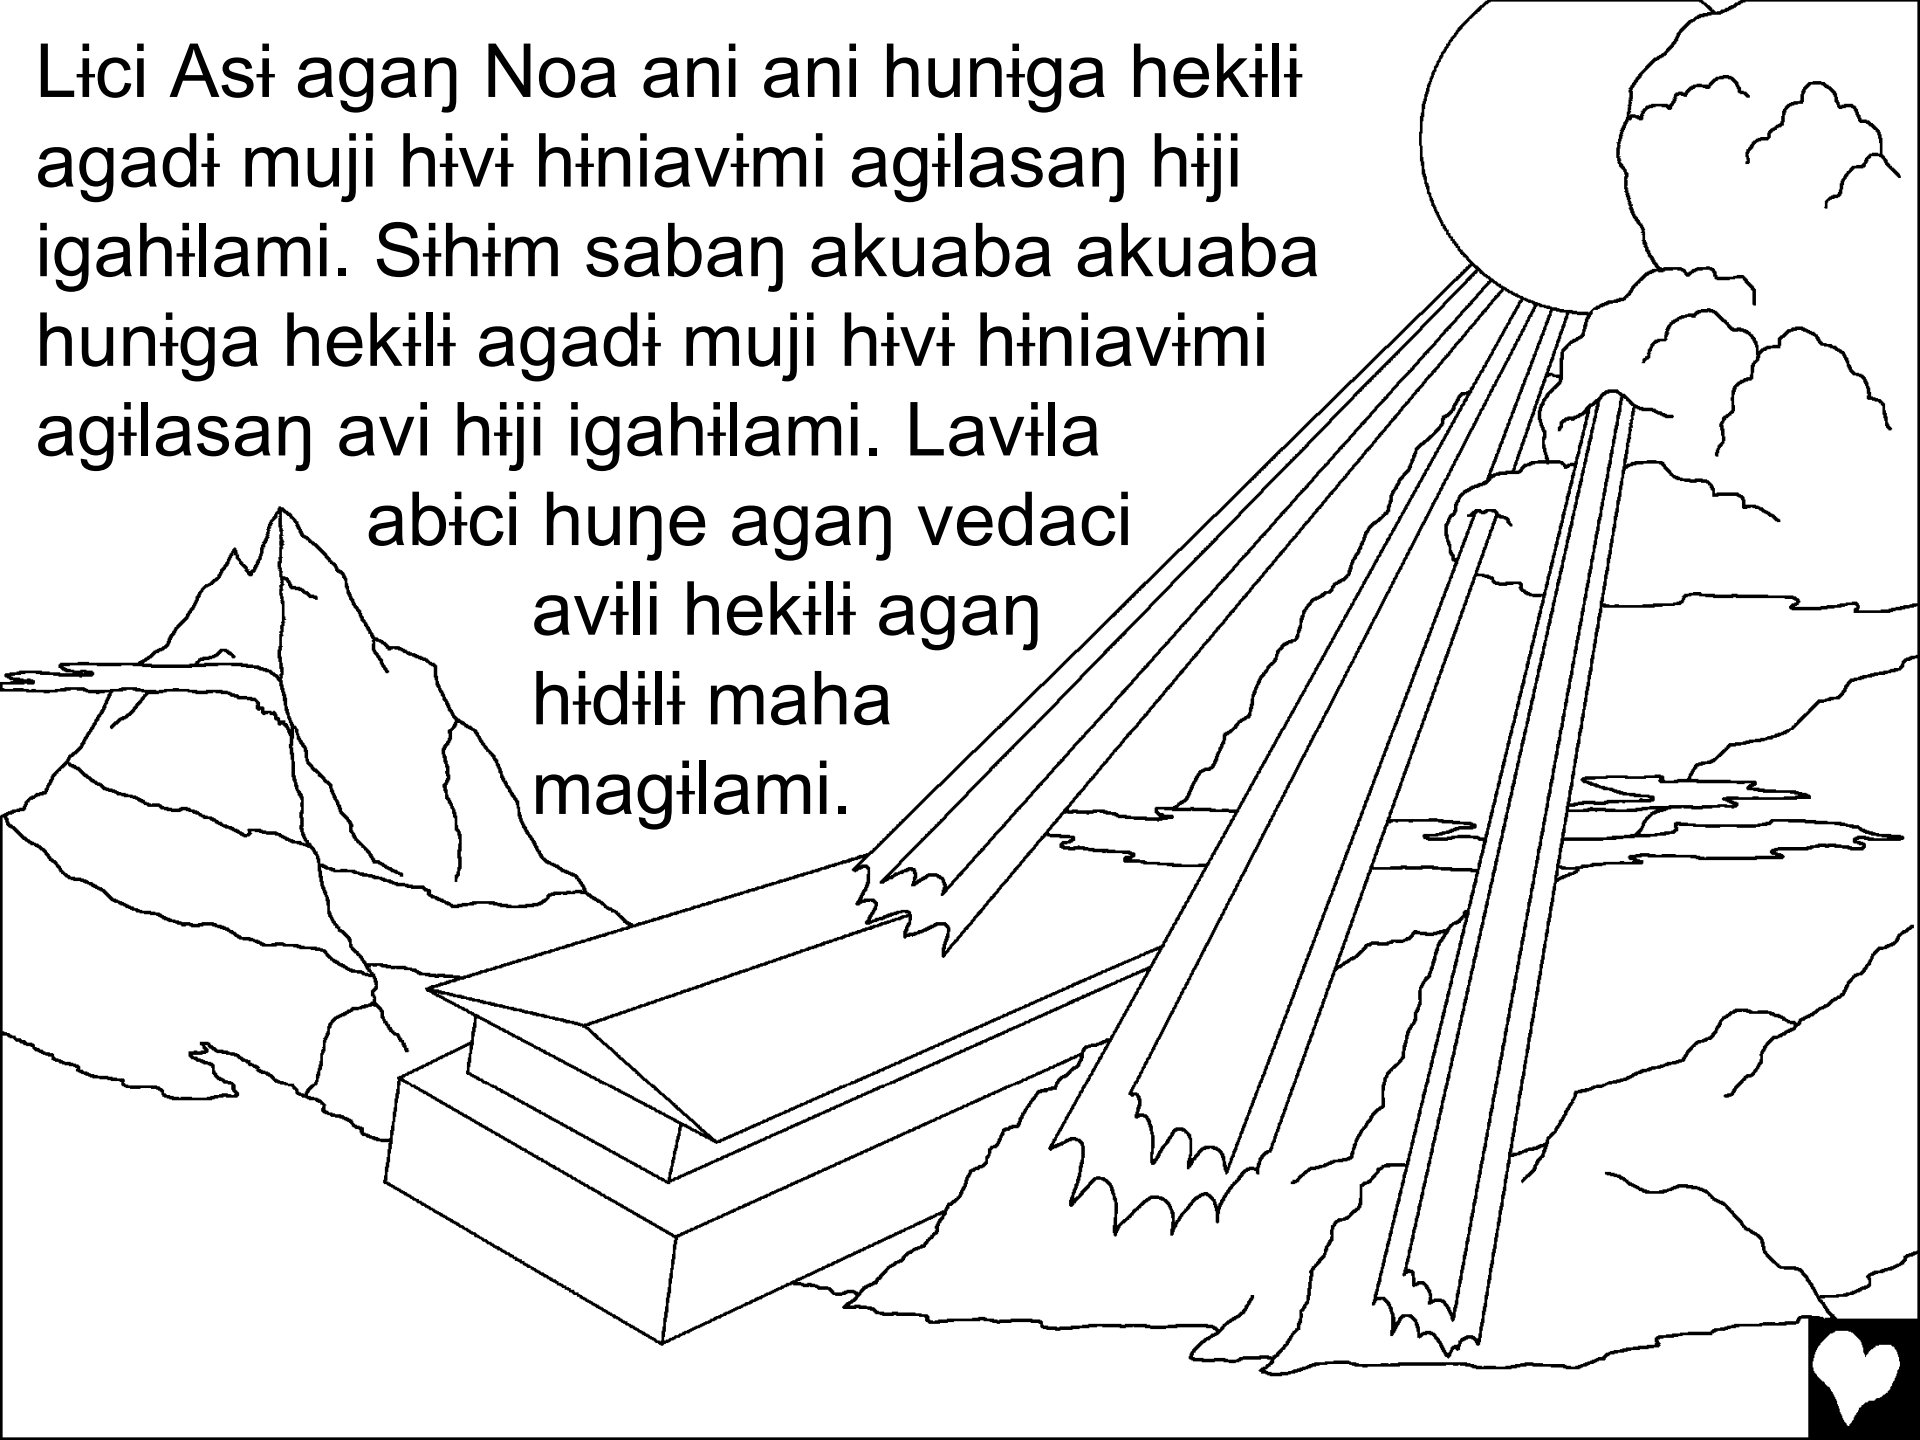 Lɨci Asɨ agaŋ Noa ani ani hunɨga hekɨlɨ
agadɨ muji hɨvɨ hɨniavɨmi agɨlasaŋ hɨji
igahɨlami. Sɨhɨm sabaŋ akuaba akuaba
hunɨga hekɨlɨ agadɨ muji hɨvɨ hɨniavɨmi
agɨlasaŋ avi hɨji igahɨlami. Lavɨla
abɨci huŋe agaŋ vedaci
avɨli hekɨlɨ agaŋ
hɨdɨlɨ maha
magɨlami.